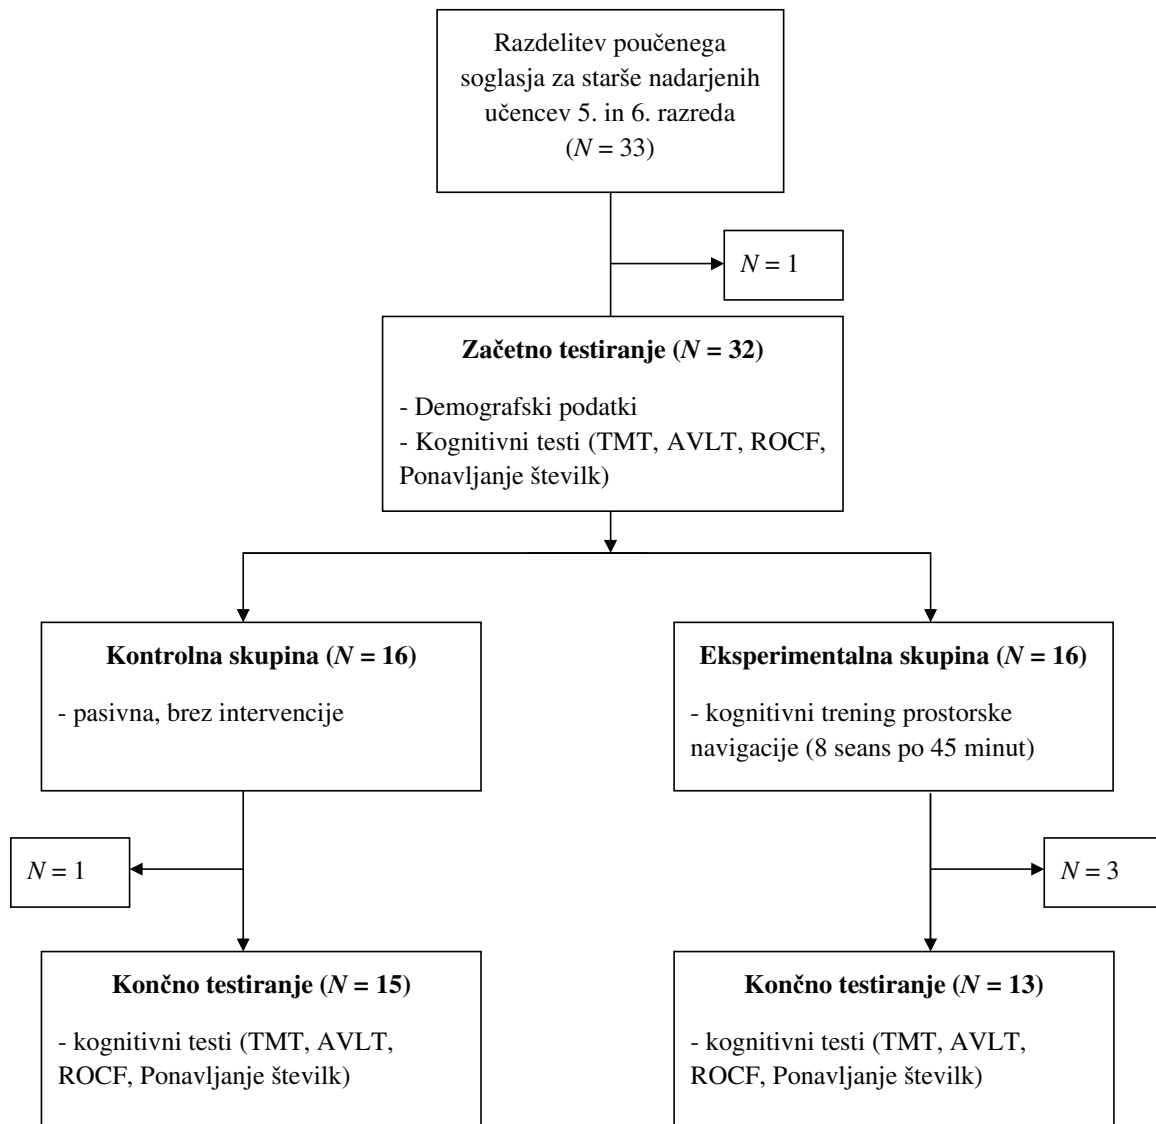 Razdelitev poučenega
soglasja za starše nadarjenih
učencev 5. in 6. razreda
(N = 33)
N = 1
Začetno testiranje (N = 32)
- Demografski podatki
- Kognitivni testi (TMT, AVLT, ROCF,
Ponavljanje številk)
Kontrolna skupina (N = 16)
- pasivna, brez intervencije
Eksperimentalna skupina (N = 16)
- kognitivni trening prostorske
navigacije (8 seans po 45 minut)
N = 1
N = 3
Končno testiranje (N = 15)
- kognitivni testi (TMT, AVLT,
ROCF, Ponavljanje številk)
Končno testiranje (N = 13)
- kognitivni testi (TMT, AVLT,
ROCF, Ponavljanje številk)